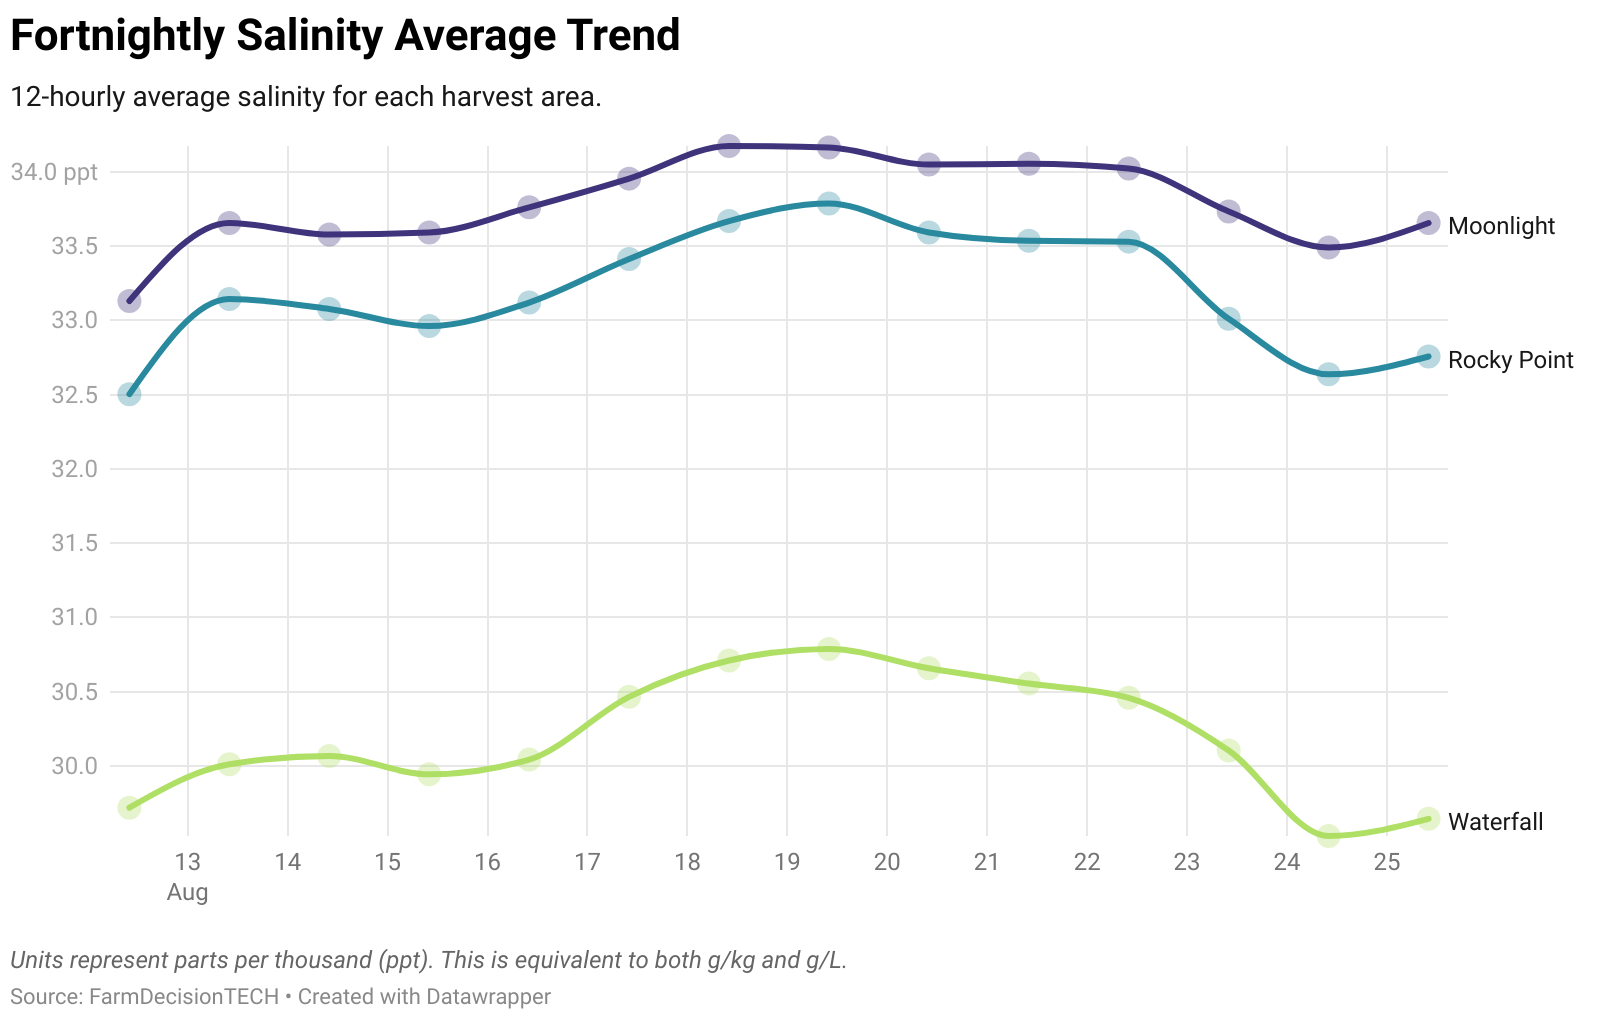 Fortnightly Salinity Average Trend
12-hourly average salinity for each harvest area.
34.0 ppt
33.5
33.0
32.5
32.0
31.5
31.0
30.5
30.0
Moonlight
Rocky Point
Waterfall
13 14 15 16 17 18 19 20 21 22 23 24 25
Aug
Units represent parts per thousand (ppt). This is equivalent to both g/kg and g/L.
Source: FarmDecisionTECH • Created with Datawrapper